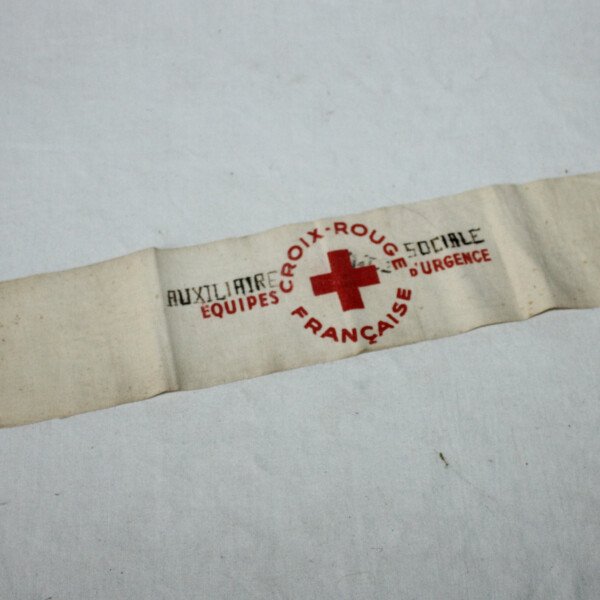 CROIX-ROUGE
AUXILIAIRE SOCIALE
ÉQUIPES D'URGENCE
FRANÇAISE